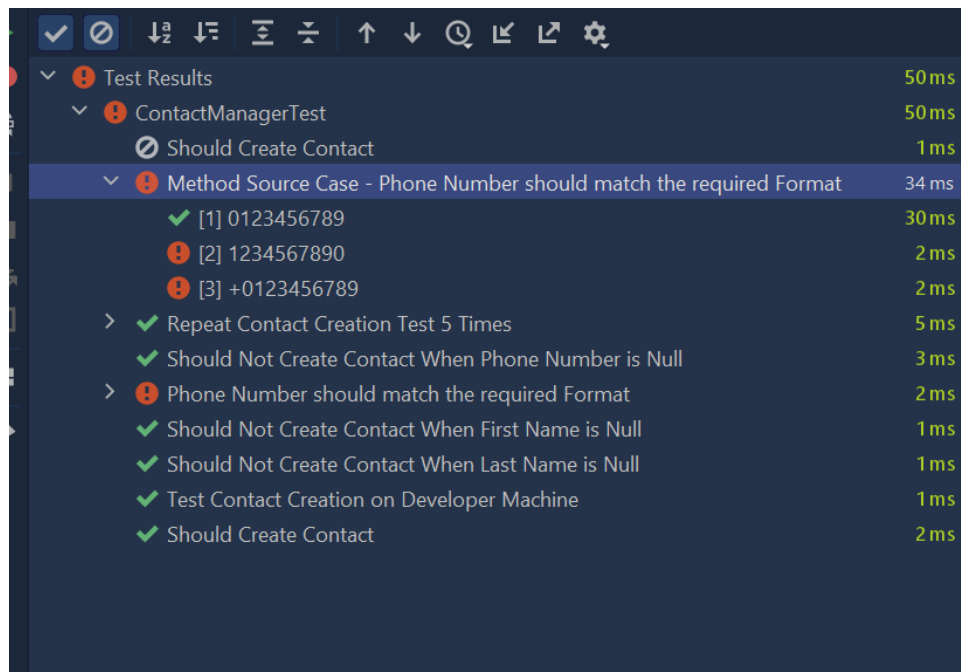 Test Results 50 ms
ContactManagerTest 50 ms
Should Create Contact 1 ms
Method Source Case - Phone Number should match the required Format 34 ms
[1] 0123456789 30 ms
[2] 1234567890 2 ms
[3] +0123456789 2 ms
Repeat Contact Creation Test 5 Times 5 ms
Should Not Create Contact When Phone Number is Null 3 ms
Phone Number should match the required Format 2 ms
Should Not Create Contact When First Name is Null 1 ms
Should Not Create Contact When Last Name is Null 1 ms
Test Contact Creation on Developer Machine 1 ms
Should Create Contact 2 ms